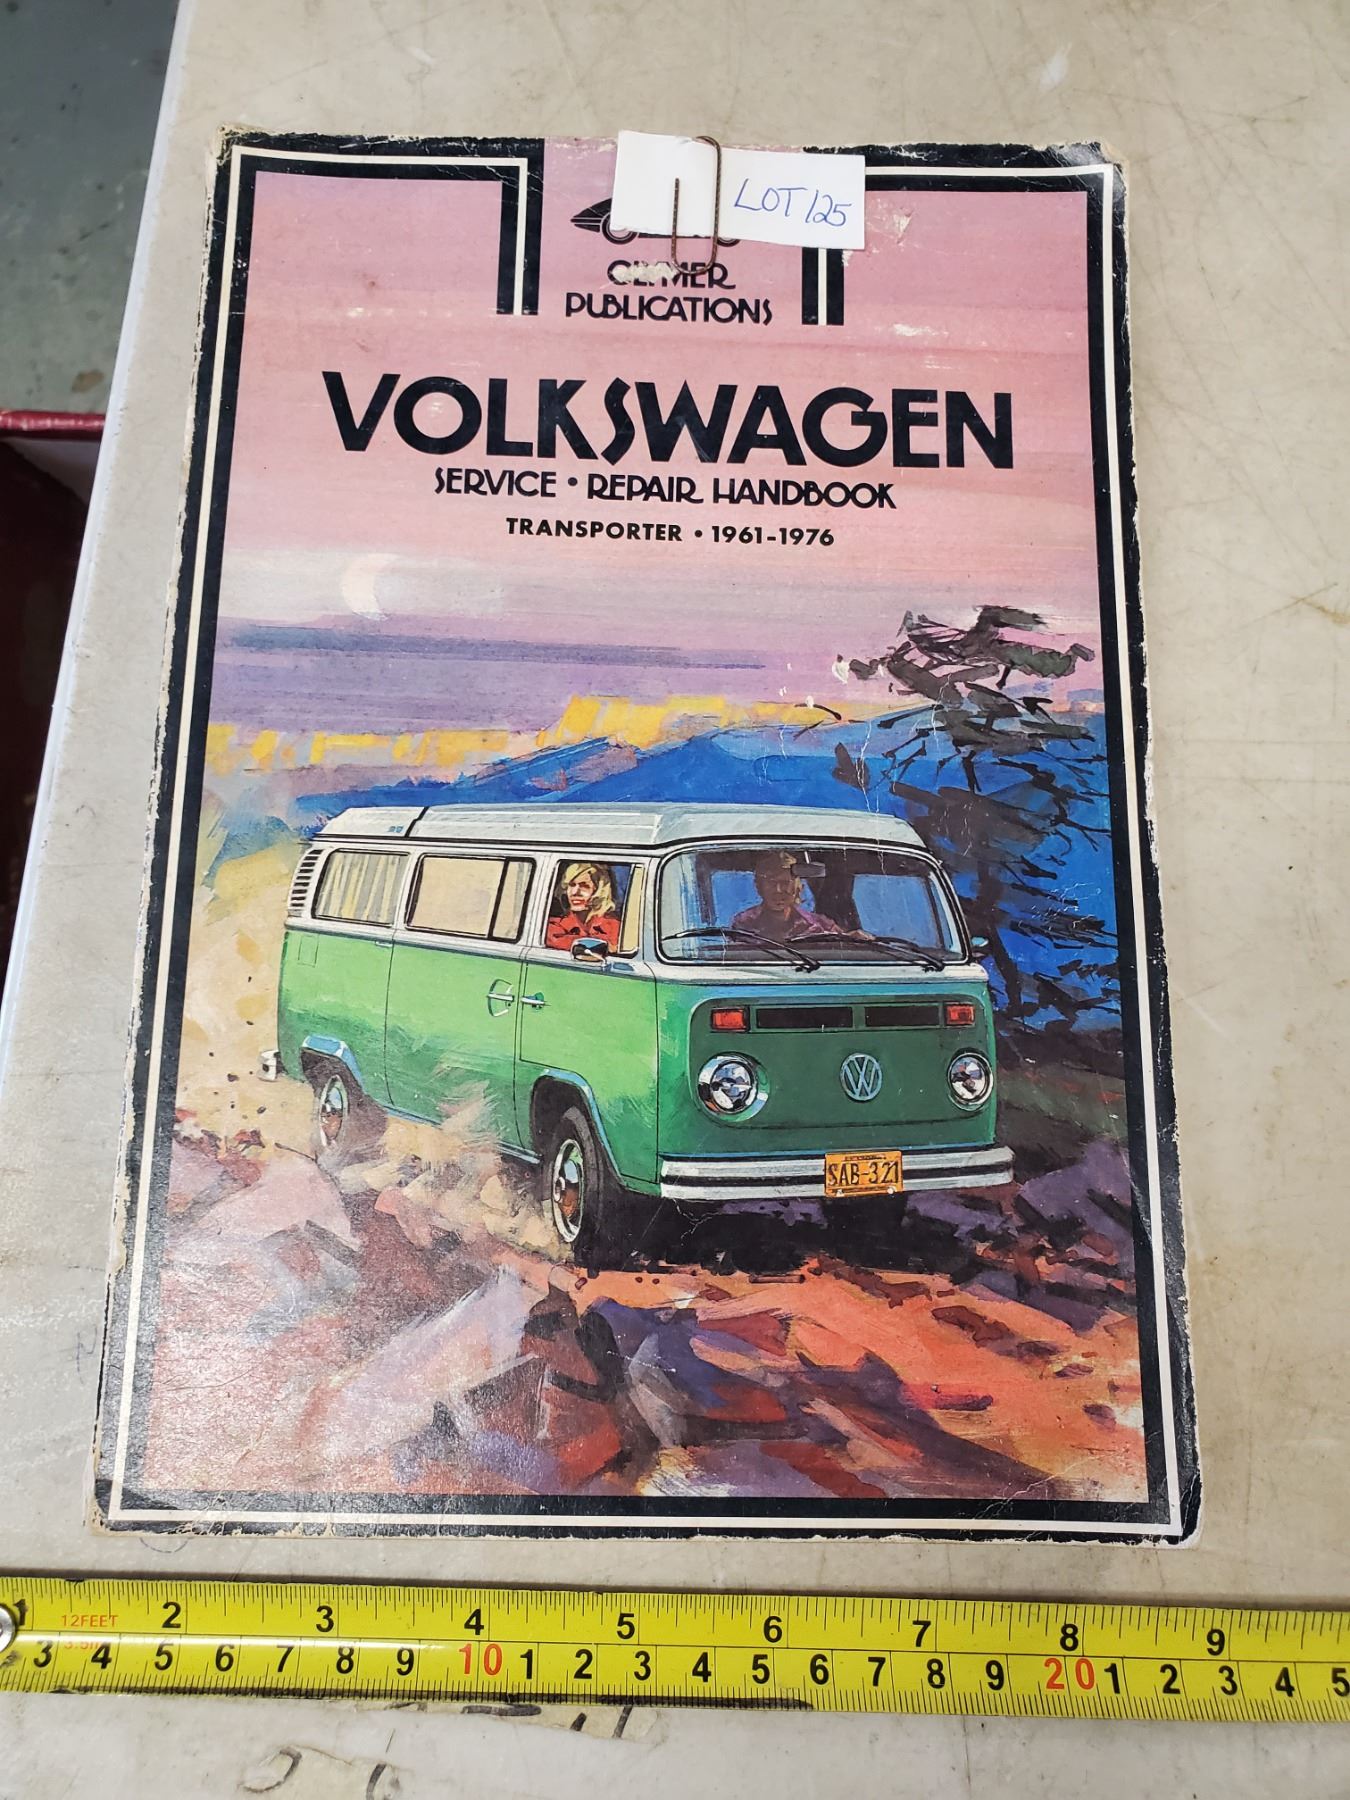 LOT 125
CLYMER
PUBLICATIONS
VOLKSWAGEN
SERVICE • REPAIR HANDBOOK
TRANSPORTER • 1961-1976
SAB-321
1 2 3 4 5 6 7 8 9
12FEET
3.5m
3 4 5 6 7 8 9 10 1 2 3 4 5 6 7 8 9 20 1 2 3 4 5